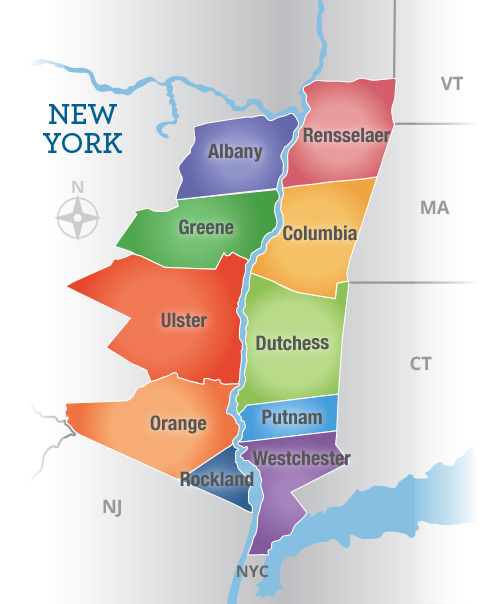 VT
NEW
YORK
Rensselaer
Albany
N
MA
Greene
Columbia
Ulster
Dutchess
CT
Orange
Putnam
Westchester
Rockland
NJ
NYC